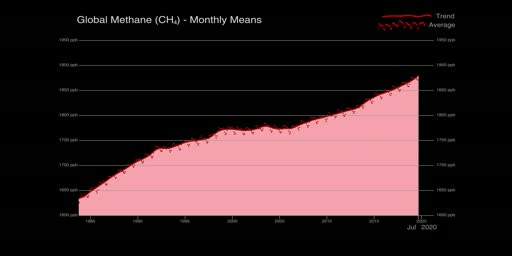 Global Methane (CH₄) - Monthly Means
Trend
Average
1950 ppb 1950 ppb
1900 ppb 1900 ppb
1850 ppb 1850 ppb
1800 ppb 1800 ppb
1750 ppb 1750 ppb
1700 ppb 1700 ppb
1650 ppb 1650 ppb
1600 ppb 1600 ppb
1985 1990 1995 2000 2005 2010 2015 2020
Jul 2020